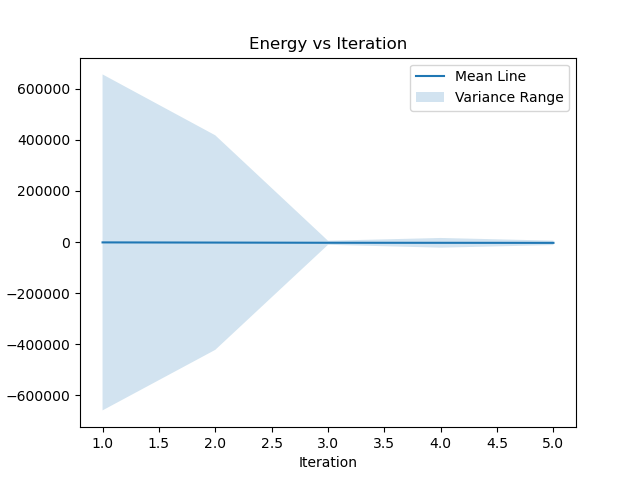 Energy vs Iteration
Mean Line
Variance Range
600000
400000
200000
0
−200000
−400000
−600000
1.0 1.5 2.0 2.5 3.0 3.5 4.0 4.5 5.0
Iteration